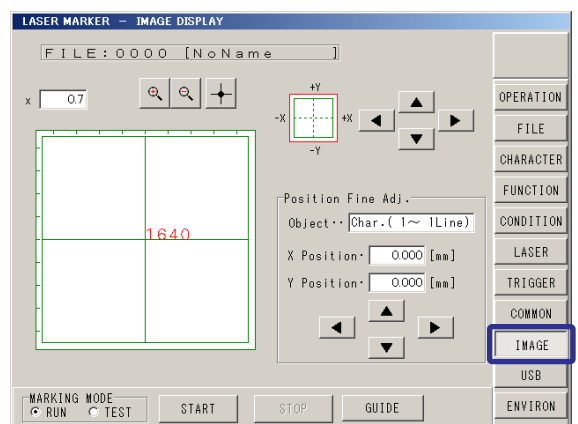 LASER MARKER － IMAGE DISPLAY
FILE:0000 [NoName ]
x 0.7
+Y
-X
+X
-Y
Position Fine Adj.
Object·· Char.( 1～ 1Line)
X Position· 0.000 [mm]
Y Position· 0.000 [mm]
1640
MARKING MODE
RUN TEST
START
STOP
GUIDE
OPERATION
FILE
CHARACTER
FUNCTION
CONDITION
LASER
TRIGGER
COMMON
IMAGE
USB
ENVIRON